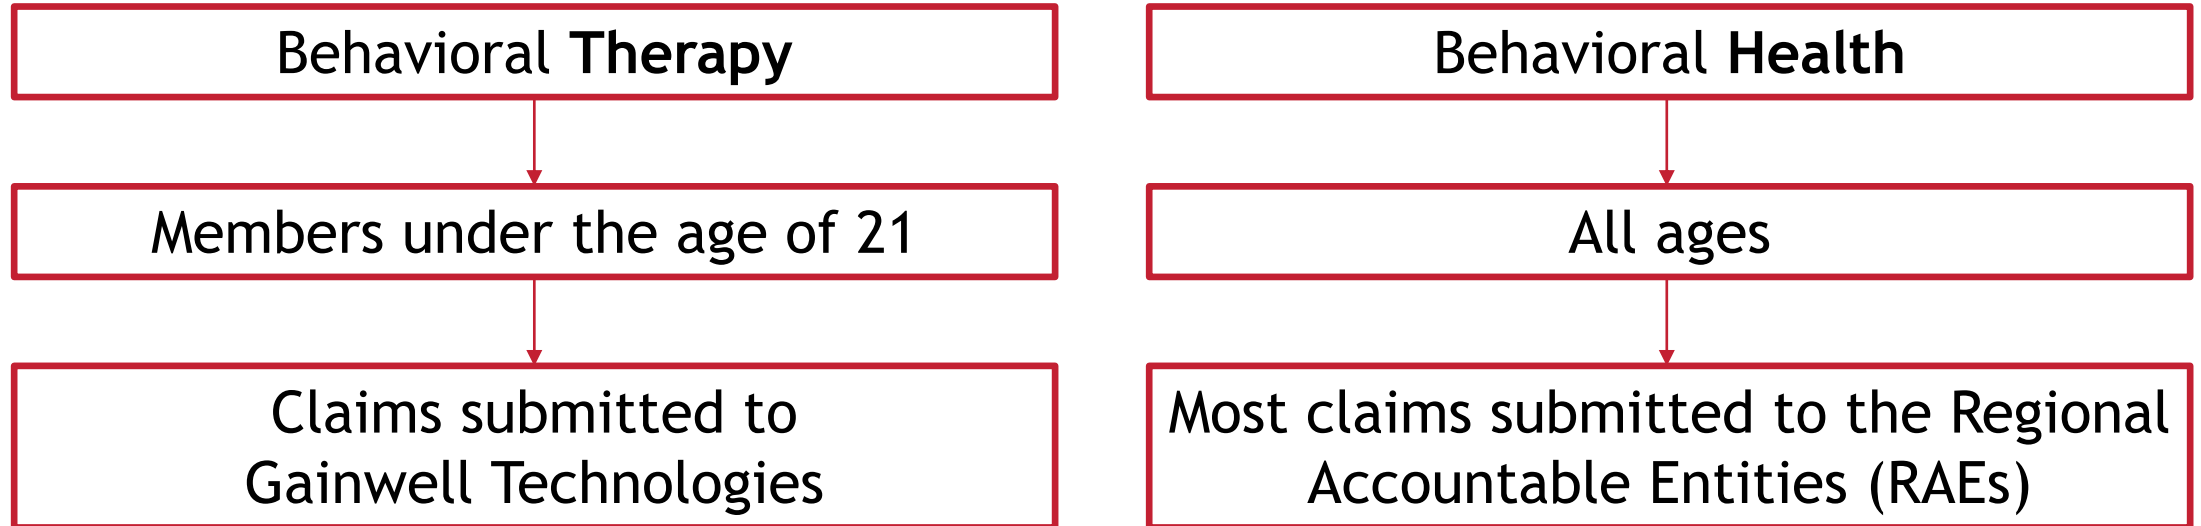 Behavioral Therapy
Members under the age of 21
Claims submitted to
Gainwell Technologies
Behavioral Health
All ages
Most claims submitted to the Regional
Accountable Entities (RAEs)